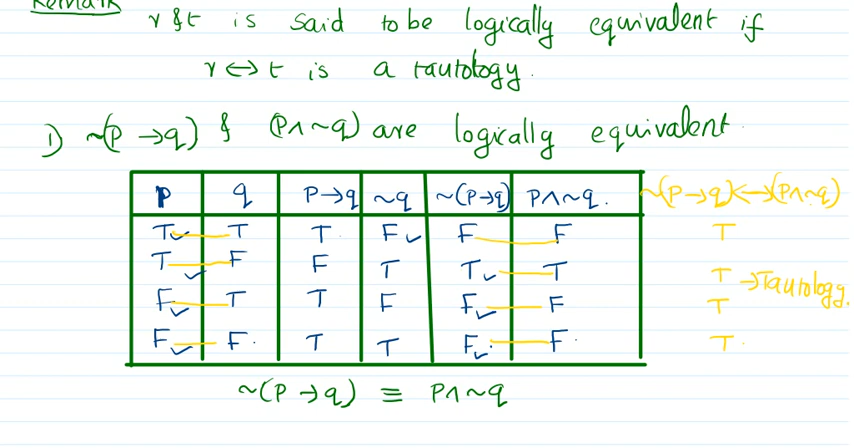 Remark
r & t is said to be logically equivalent if
r ↔ t is a tautology.
1) ~(P → q) & (P ∧ ~q) are logically equivalent.
P q P→q ~q ~(P→q) P∧~q. ~(P→q)↔(P∧~q)
T T T F F F T
T F F T T T T →Tautology.
F T T F F F T
F F. T T F F. T.
~(P → q) ≡ P ∧ ~q